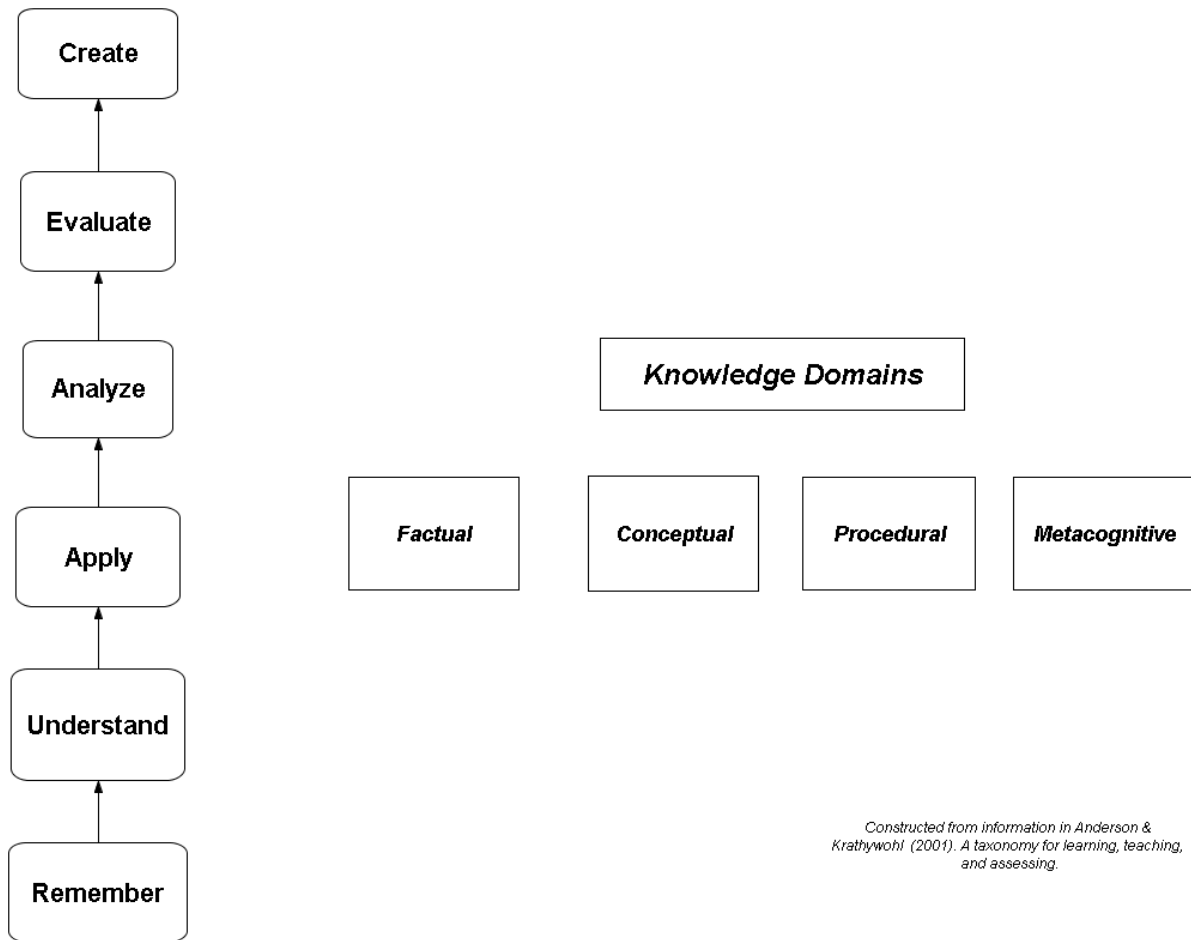 Create
Evaluate
Analyze
Apply
Understand
Remember
Knowledge Domains
Factual
Conceptual
Procedural
Metacognitive
Constructed from information in Anderson &
Krathywohl (2001). A taxonomy for learning, teaching,
and assessing.